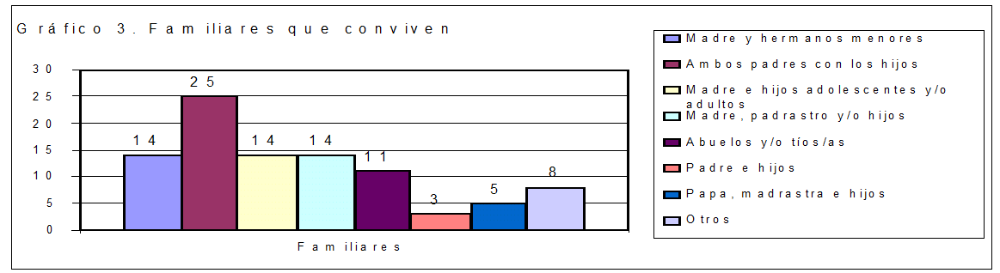 Gráfico 3. Familiares que conviven
30
25
20
15
10
5
0
14
25
14
14
11
3
5
8
Familiares
Madre y hermanos menores
Ambos padres con los hijos
Madre e hijos adolescentes y/o
adultos
Madre, padrastro y/o hijos
Abuelos y/o tíos/as
Padre e hijos
Papa, madrastra e hijos
Otros